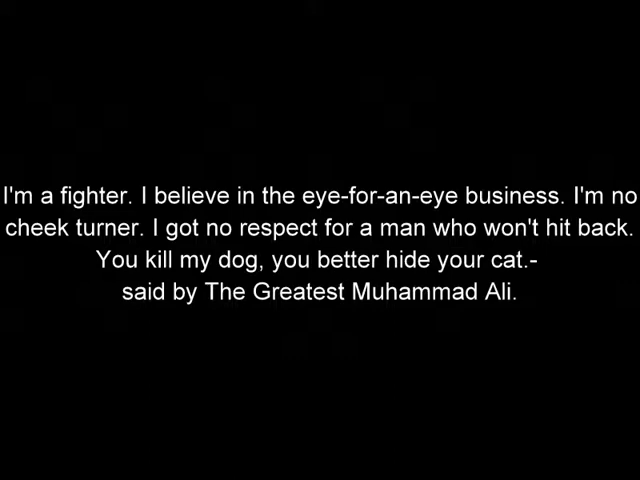 I'm a fighter. I believe in the eye-for-an-eye business. I'm no
cheek turner. I got no respect for a man who won't hit back.
You kill my dog, you better hide your cat.-
said by The Greatest Muhammad Ali.